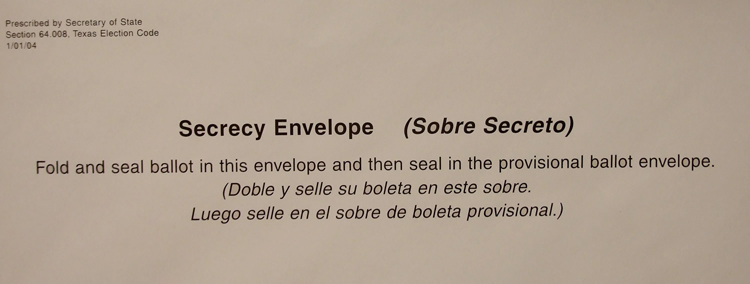 Prescribed by Secretary of State
Section 64.008, Texas Election Code
1/01/04
Secrecy Envelope (Sobre Secreto)
Fold and seal ballot in this envelope and then seal in the provisional ballot envelope.
(Doble y selle su boleta en este sobre.
Luego selle en el sobre de boleta provisional.)